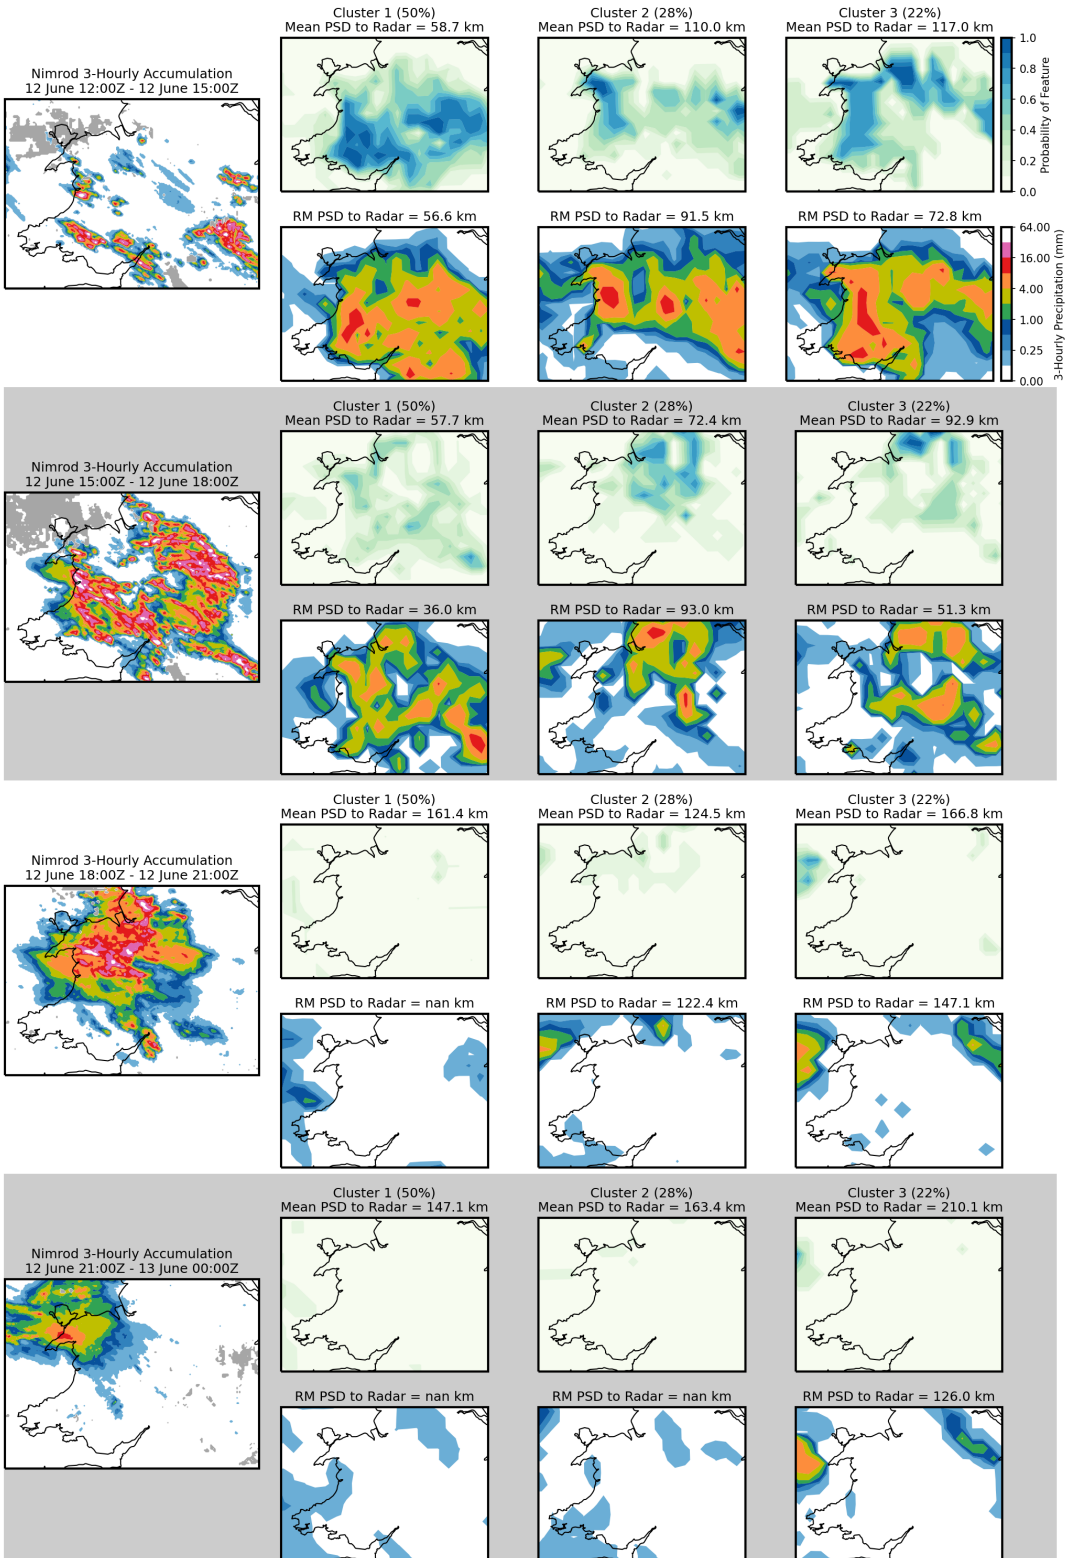 Cluster 1 (50%)
Mean PSD to Radar = 58.7 km
Cluster 2 (28%)
Mean PSD to Radar = 110.0 km
Cluster 3 (22%)
Mean PSD to Radar = 117.0 km
Nimrod 3-Hourly Accumulation
12 June 12:00Z - 12 June 15:00Z
1.0
0.8
0.6
0.4
0.2
0.0
Probability of Feature
RM PSD to Radar = 56.6 km
RM PSD to Radar = 91.5 km
RM PSD to Radar = 72.8 km
64.00
16.00
4.00
1.00
0.25
0.00
3-Hourly Precipitation (mm)
Cluster 1 (50%)
Mean PSD to Radar = 57.7 km
Cluster 2 (28%)
Mean PSD to Radar = 72.4 km
Cluster 3 (22%)
Mean PSD to Radar = 92.9 km
Nimrod 3-Hourly Accumulation
12 June 15:00Z - 12 June 18:00Z
RM PSD to Radar = 36.0 km
RM PSD to Radar = 93.0 km
RM PSD to Radar = 51.3 km
Cluster 1 (50%)
Mean PSD to Radar = 161.4 km
Cluster 2 (28%)
Mean PSD to Radar = 124.5 km
Cluster 3 (22%)
Mean PSD to Radar = 166.8 km
Nimrod 3-Hourly Accumulation
12 June 18:00Z - 12 June 21:00Z
RM PSD to Radar = nan km
RM PSD to Radar = 122.4 km
RM PSD to Radar = 147.1 km
Cluster 1 (50%)
Mean PSD to Radar = 147.1 km
Cluster 2 (28%)
Mean PSD to Radar = 163.4 km
Cluster 3 (22%)
Mean PSD to Radar = 210.1 km
Nimrod 3-Hourly Accumulation
12 June 21:00Z - 13 June 00:00Z
RM PSD to Radar = nan km
RM PSD to Radar = nan km
RM PSD to Radar = 126.0 km